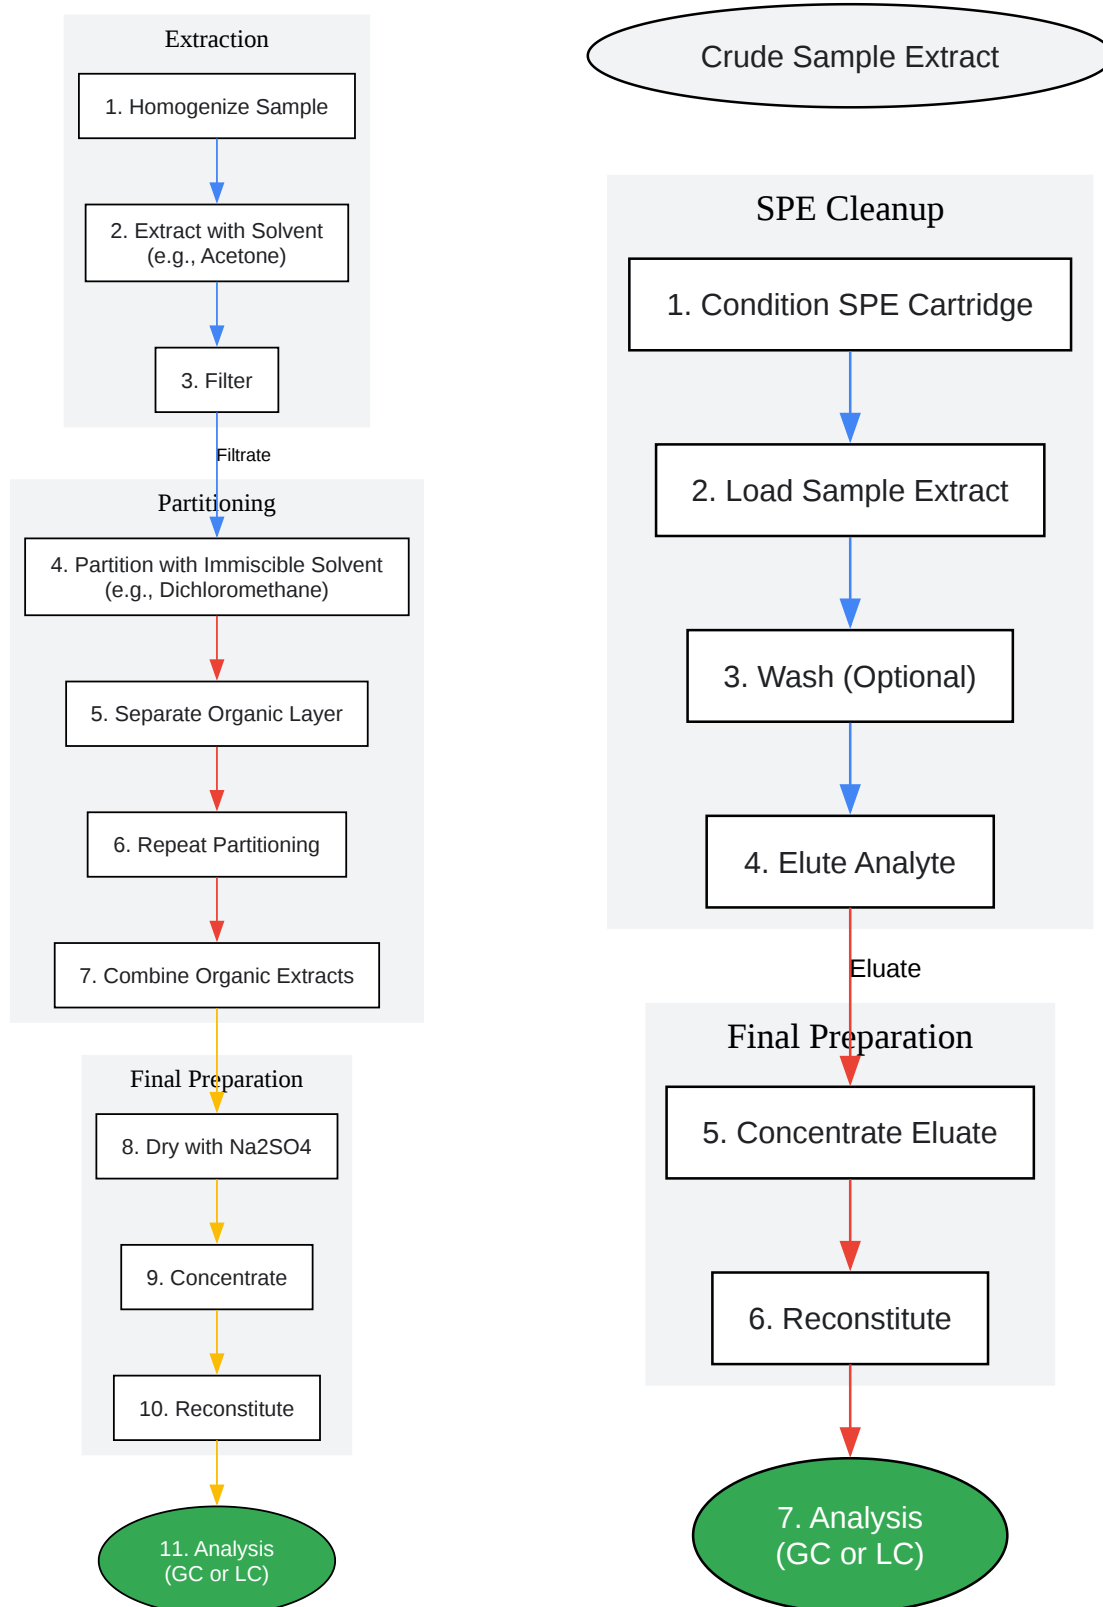 Extraction
1. Homogenize Sample
2. Extract with Solvent
(e.g., Acetone)
3. Filter
Filtrate
Partitioning
4. Partition with Immiscible Solvent
(e.g., Dichloromethane)
5. Separate Organic Layer
6. Repeat Partitioning
7. Combine Organic Extracts
Final Preparation
8. Dry with Na2SO4
9. Concentrate
10. Reconstitute
11. Analysis
(GC or LC)
Crude Sample Extract
SPE Cleanup
1. Condition SPE Cartridge
2. Load Sample Extract
3. Wash (Optional)
4. Elute Analyte
Eluate
Final Preparation
5. Concentrate Eluate
6. Reconstitute
7. Analysis
(GC or LC)